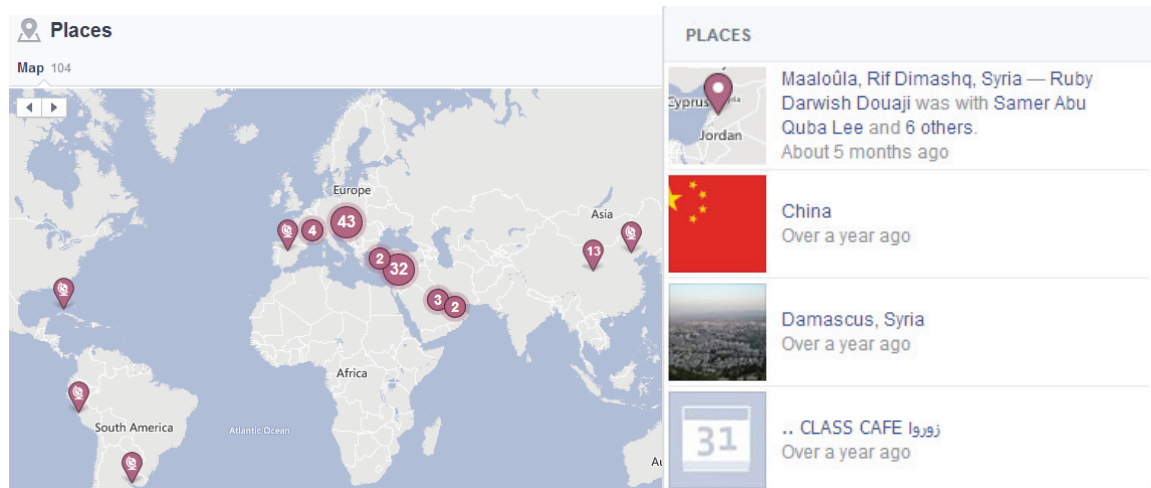 Places
Map 104
Europe
Asia
4
43
13
2
32
3
2
Africa
South America
Atlantic Ocean
Au
PLACES
Cyprus
Jordan
Maaloûla, Rif Dimashq, Syria — Ruby
Darwish Douaji was with Samer Abu
Quba Lee and 6 others.
About 5 months ago
China
Over a year ago
Damascus, Syria
Over a year ago
31
.. CLASS CAFE زوروا
Over a year ago